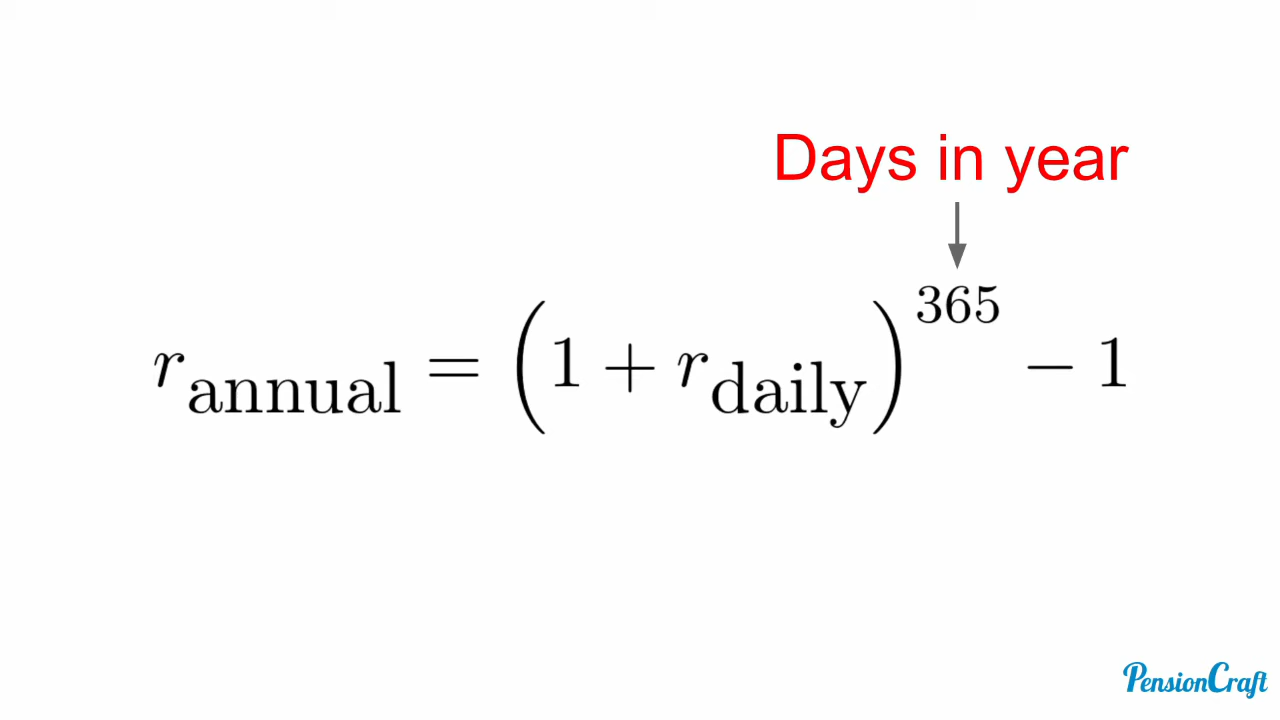 Days in year
r_annual = (1 + r_daily)^365 − 1
PensionCraft